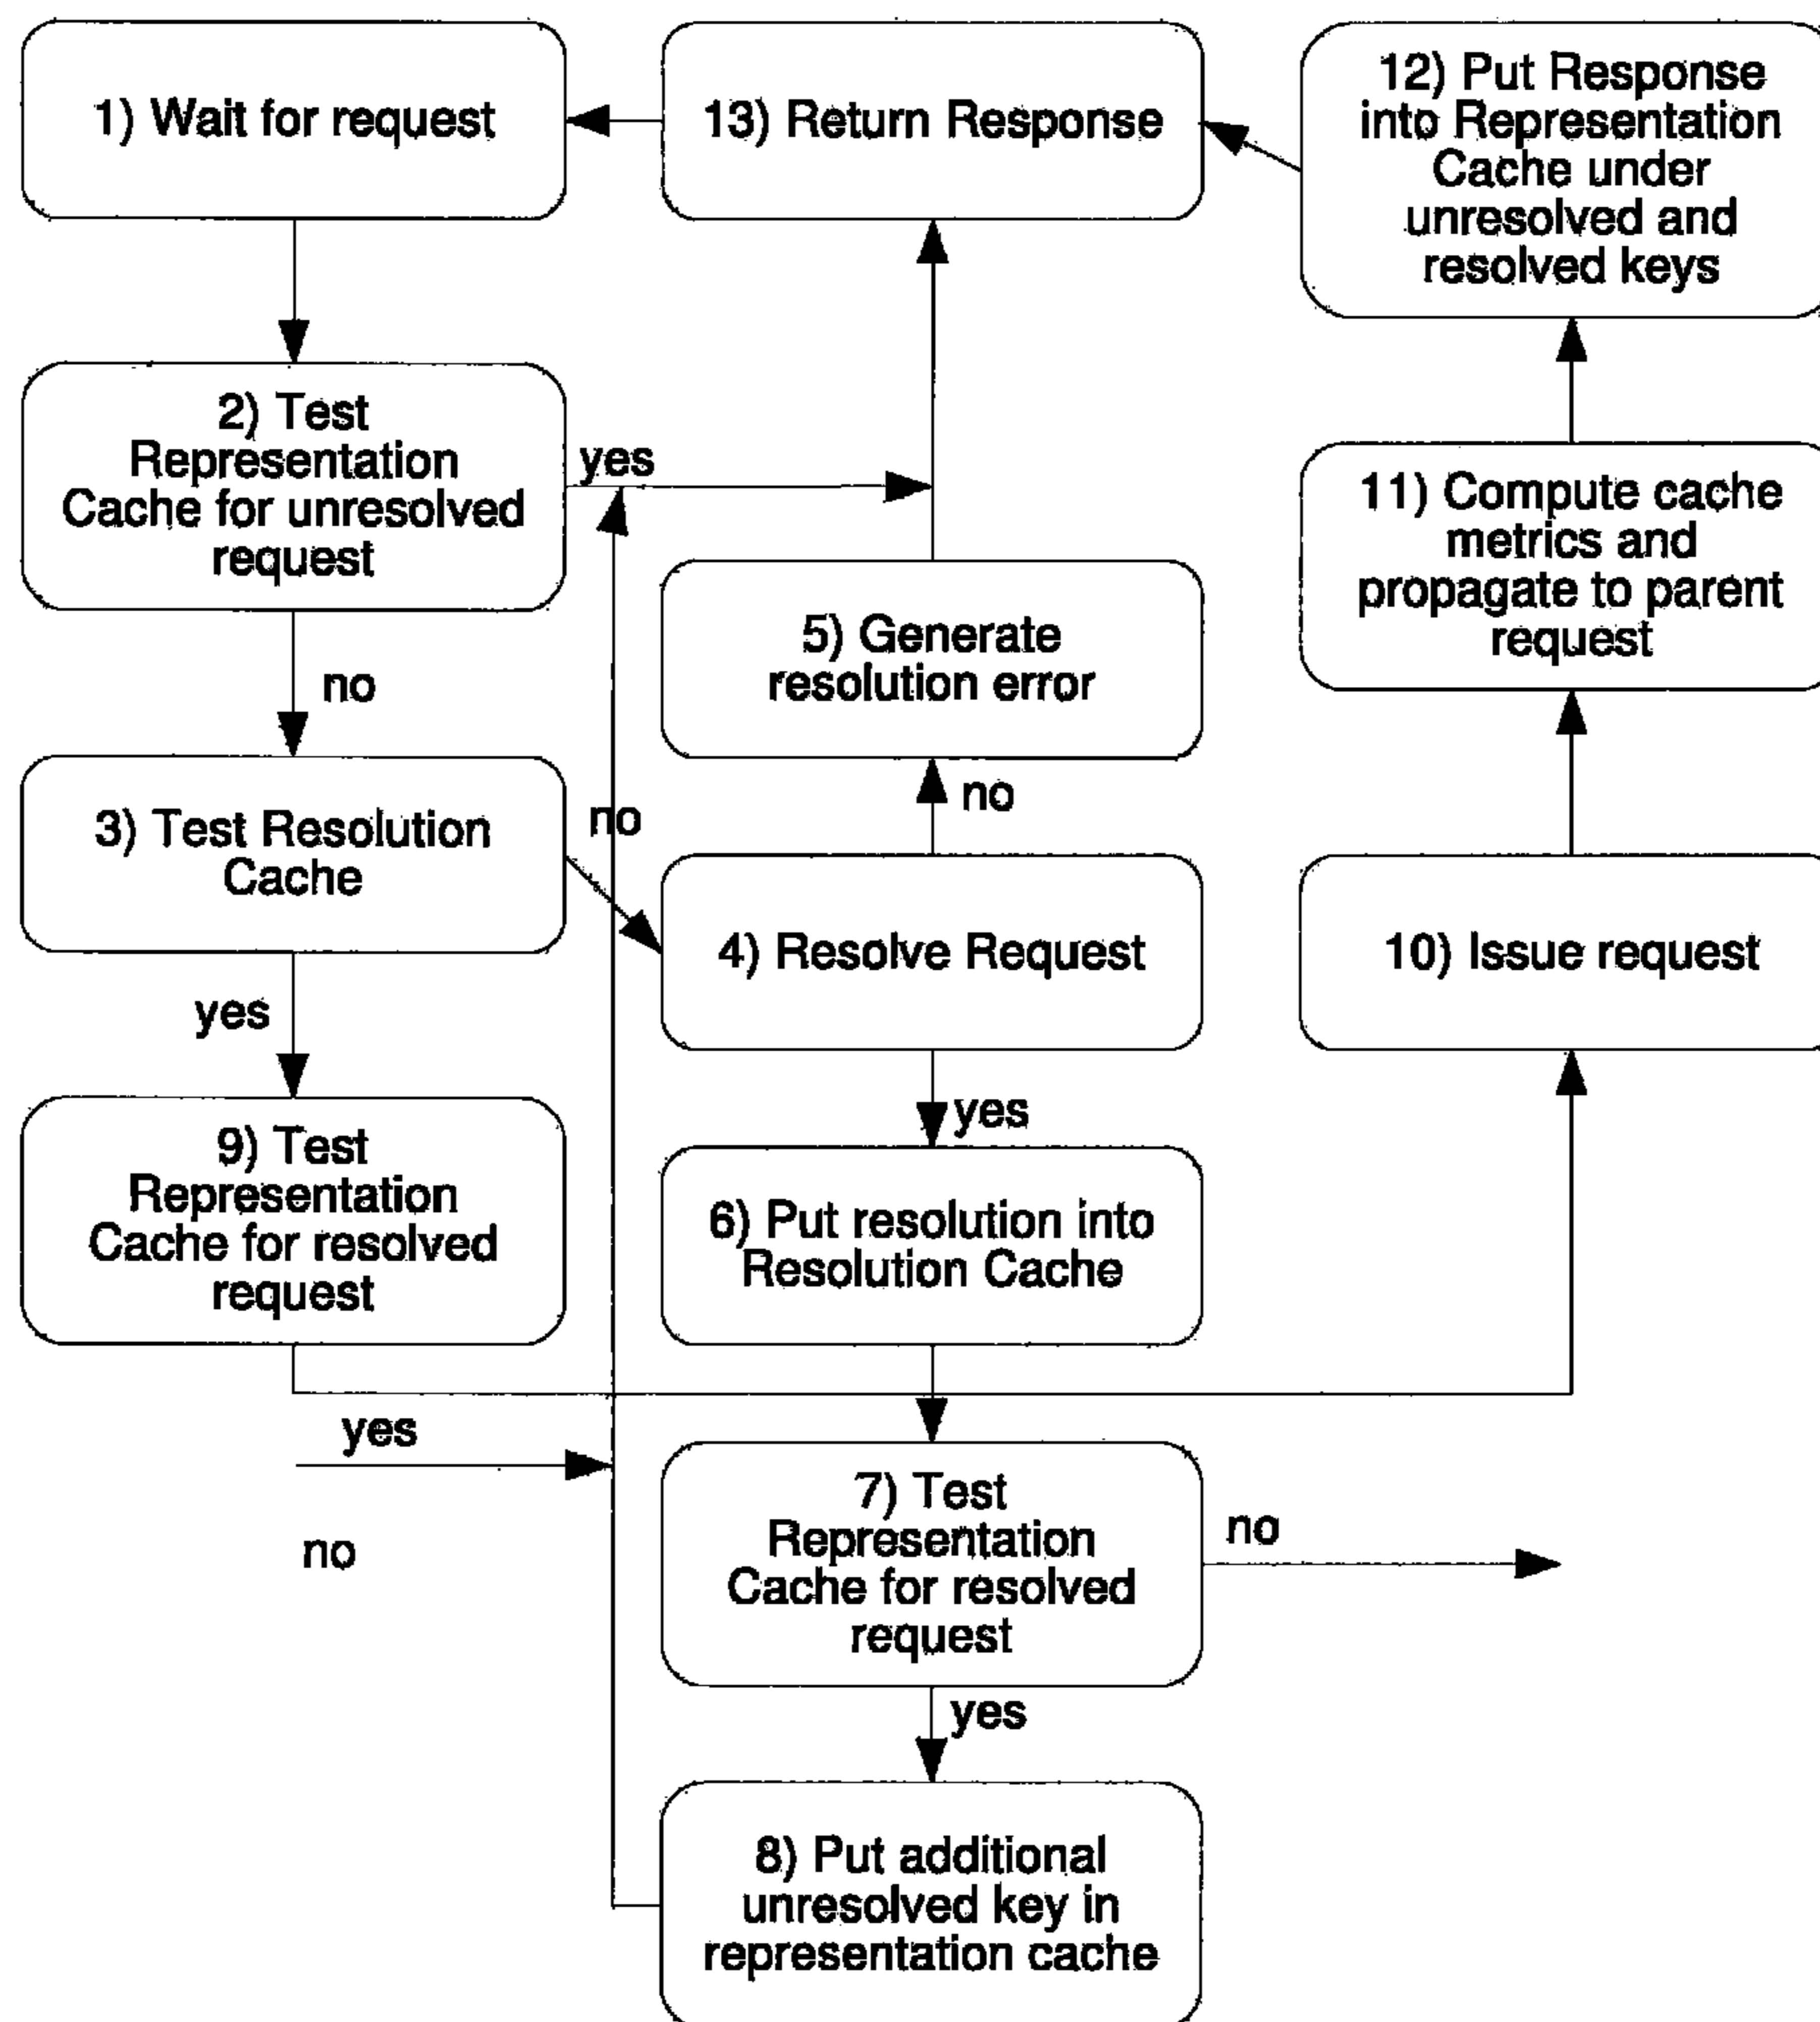 1) Wait for request
13) Return Response
12) Put Response
into Representation
Cache under
unresolved and
resolved keys
2) Test
Representation
Cache for unresolved
request
yes
11) Compute cache
metrics and
propagate to parent
request
5) Generate
resolution error
no
no
3) Test Resolution
Cache
no
4) Resolve Request
10) Issue request
yes
yes
9) Test
Representation
Cache for resolved
request
6) Put resolution into
Resolution Cache
yes
no
7) Test
Representation
Cache for resolved
request
no
yes
8) Put additional
unresolved key in
representation cache